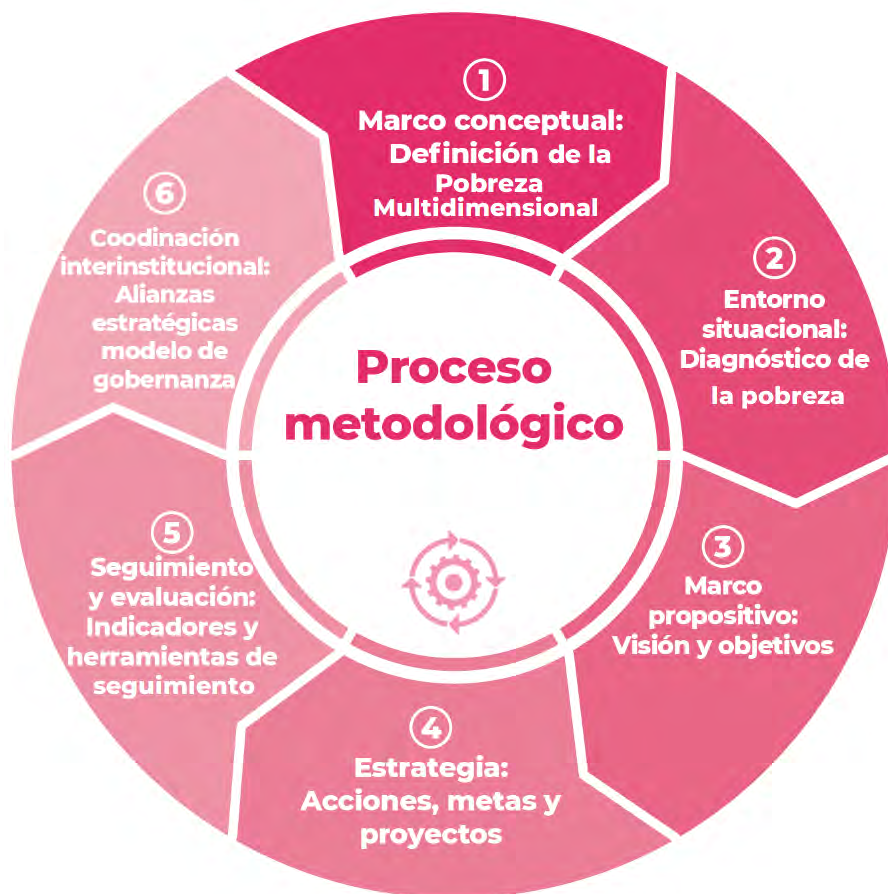 Proceso
metodológico
1
Marco conceptual:
Definición de la
Pobreza
Multidimensional
2
Entorno
situacional:
Diagnóstico de
la pobreza
3
Marco
propositivo:
Visión y objetivos
4
Estrategia:
Acciones, metas y
proyectos
5
Seguimiento
y evaluación:
Indicadores y
herramientas de
seguimiento
6
Coodinación
interinstitucional:
Alianzas
estratégicas
modelo de
gobernanza